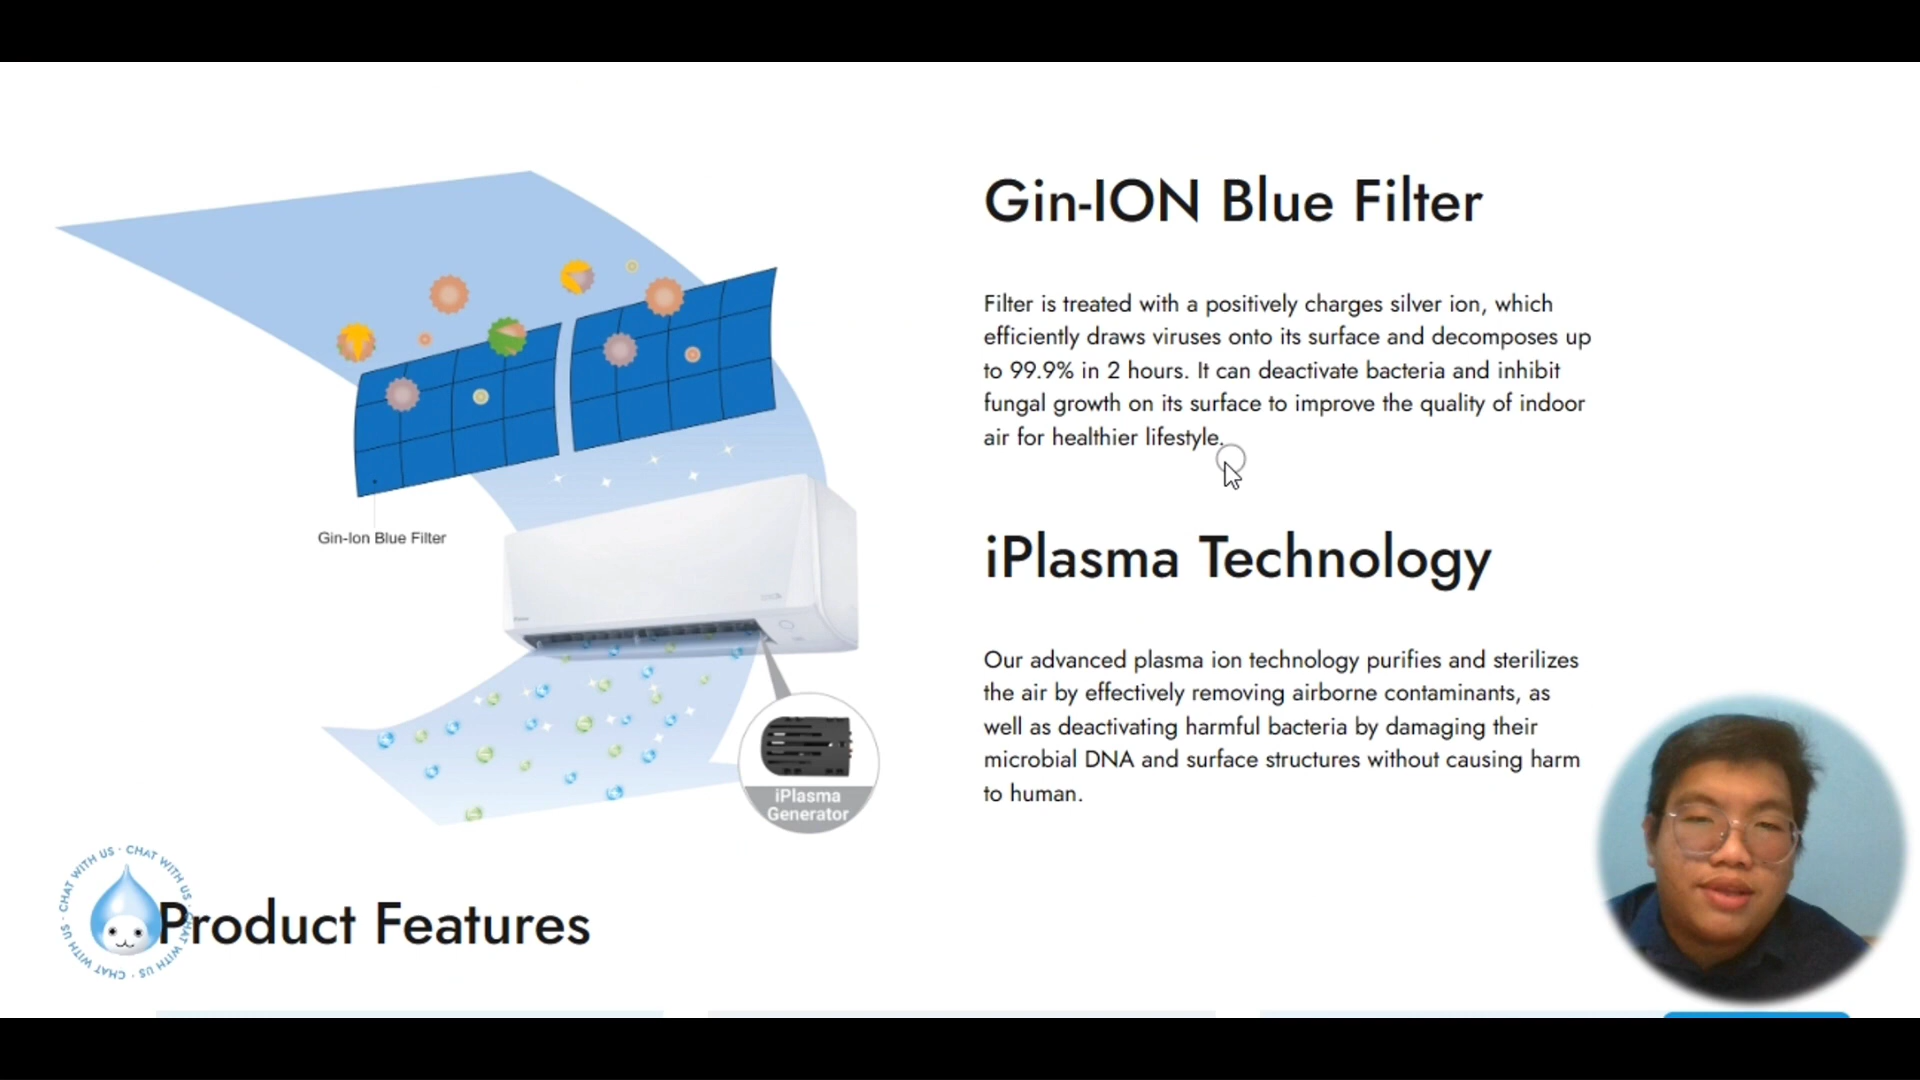 Gin-ION Blue Filter
Filter is treated with a positively charges silver ion, which
efficiently draws viruses onto its surface and decomposes up
to 99.9% in 2 hours. It can deactivate bacteria and inhibit
fungal growth on its surface to improve the quality of indoor
air for healthier lifestyle.
Gin-Ion Blue Filter
iPlasma Technology
Our advanced plasma ion technology purifies and sterilizes
the air by effectively removing airborne contaminants, as
well as deactivating harmful bacteria by damaging their
microbial DNA and surface structures without causing harm
to human.
iPlasma
Generator
CHAT WITH US · CHAT WITH US · CHAT WITH US · CHAT WITH US ·
Product Features